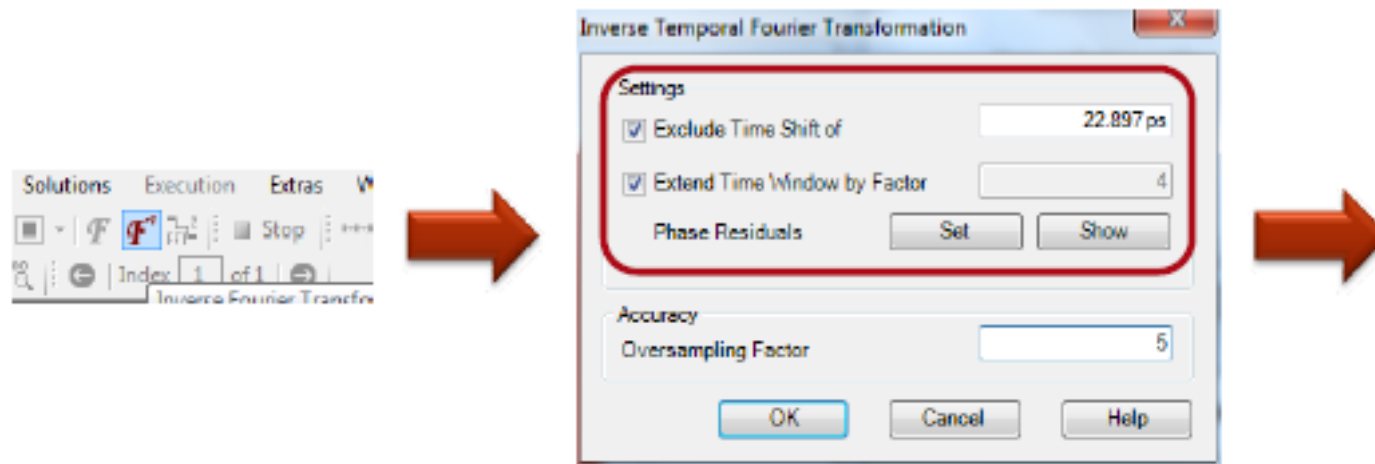 Solutions Execution Extras
Stop
Index 1 of 1
Inverse Fourier
Inverse Temporal Fourier Transformation
Settings
Exclude Time Shift of 22.897 ps
Extend Time Window by Factor 4
Phase Residuals Set Show
Accuracy
Oversampling Factor 5
OK Cancel Help